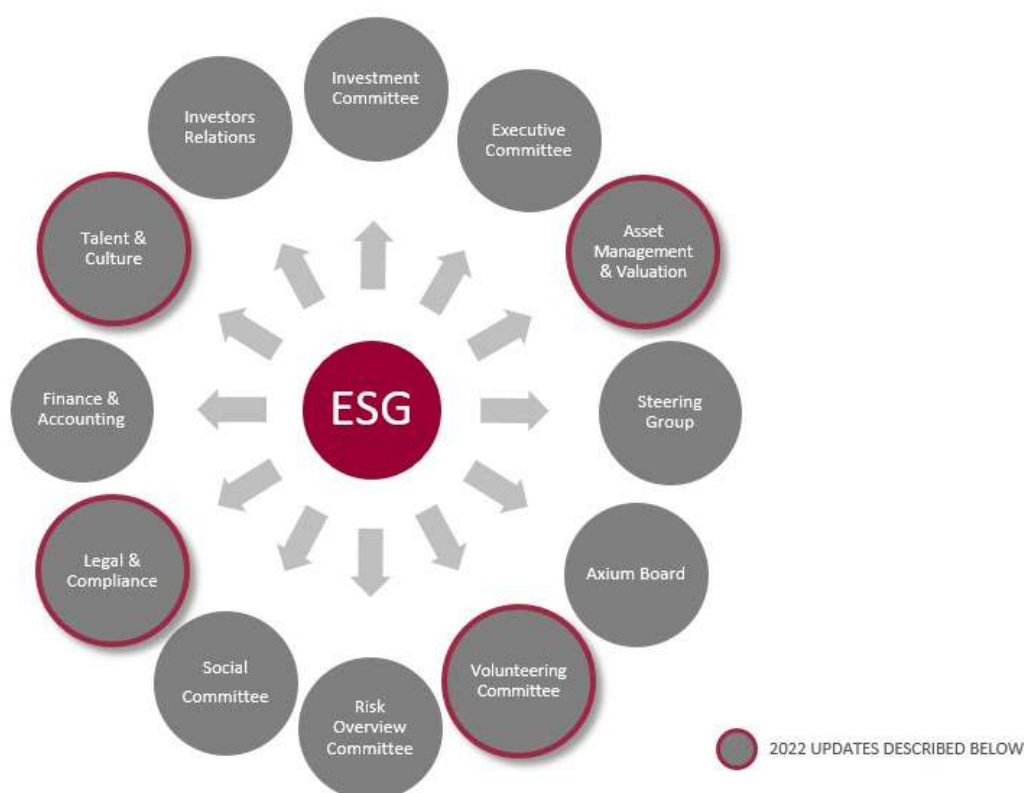 Investment
Committee
Executive
Committee
Asset
Management
& Valuation
Steering
Group
Axium Board
Volunteering
Committee
Risk
Overview
Committee
Social
Committee
Legal &
Compliance
Finance &
Accounting
Talent &
Culture
Investors
Relations
ESG
2022 UPDATES DESCRIBED BELOW